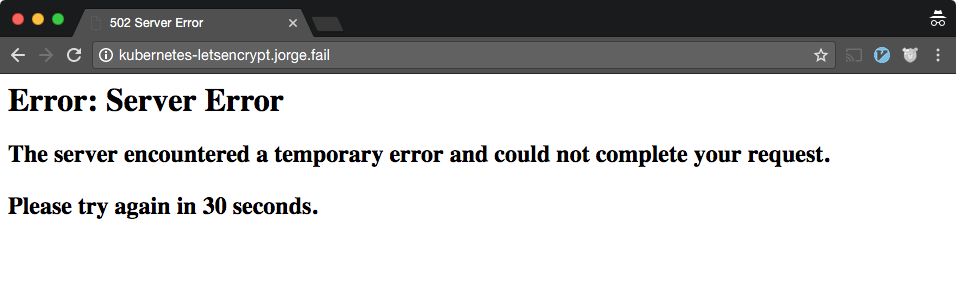 502 Server Error
kubernetes-letsencrypt.jorge.fail
Error: Server Error
The server encountered a temporary error and could not complete your request.
Please try again in 30 seconds.